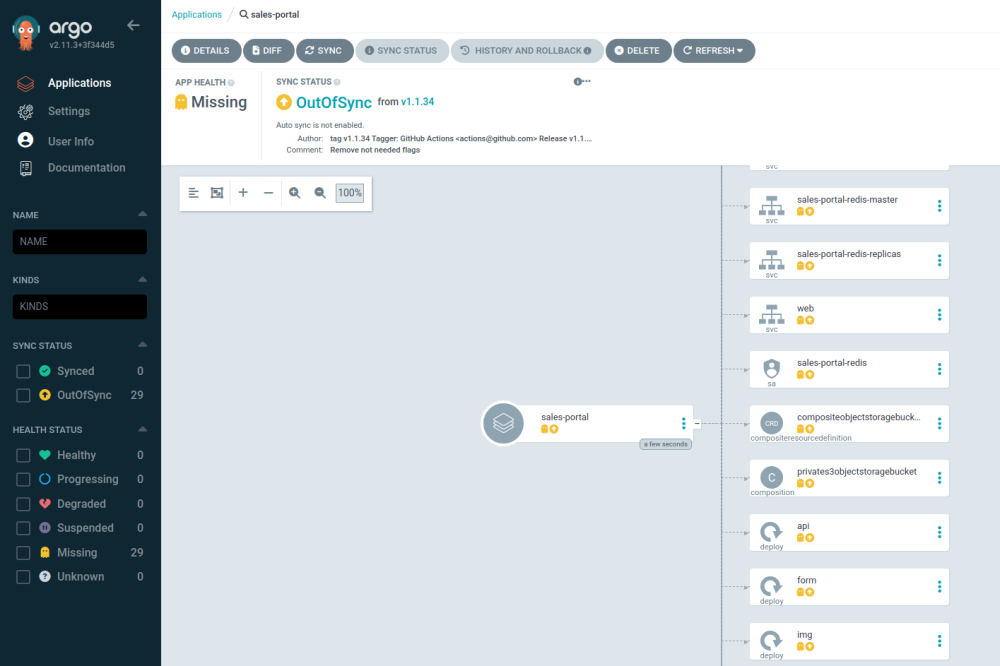 argo
v2.11.3+3f344d5
Applications
Settings
User Info
Documentation
NAME
NAME
KINDS
KINDS
SYNC STATUS
Synced 0
OutOfSync 29
HEALTH STATUS
Healthy 0
Progressing 0
Degraded 0
Suspended 0
Missing 29
Unknown 0
Applications / sales-portal
DETAILS DIFF SYNC SYNC STATUS HISTORY AND ROLLBACK DELETE REFRESH
APP HEALTH
Missing
SYNC STATUS
OutOfSync from v1.1.34
Auto sync is not enabled.
Author: tag v1.1.34 Tagger: GitHub Actions <actions@github.com> Release v1.1....
Comment: Remove not needed flags
100%
sales-portal
a few seconds
svc
sales-portal-redis-master
svc
sales-portal-redis-replicas
svc
web
svc
sales-portal-redis
sa
compositeobjectstoragebuck...
CRD
compositeresourcedefinition
privates3objectstoragebucket
C
composition
api
deploy
form
deploy
img
deploy